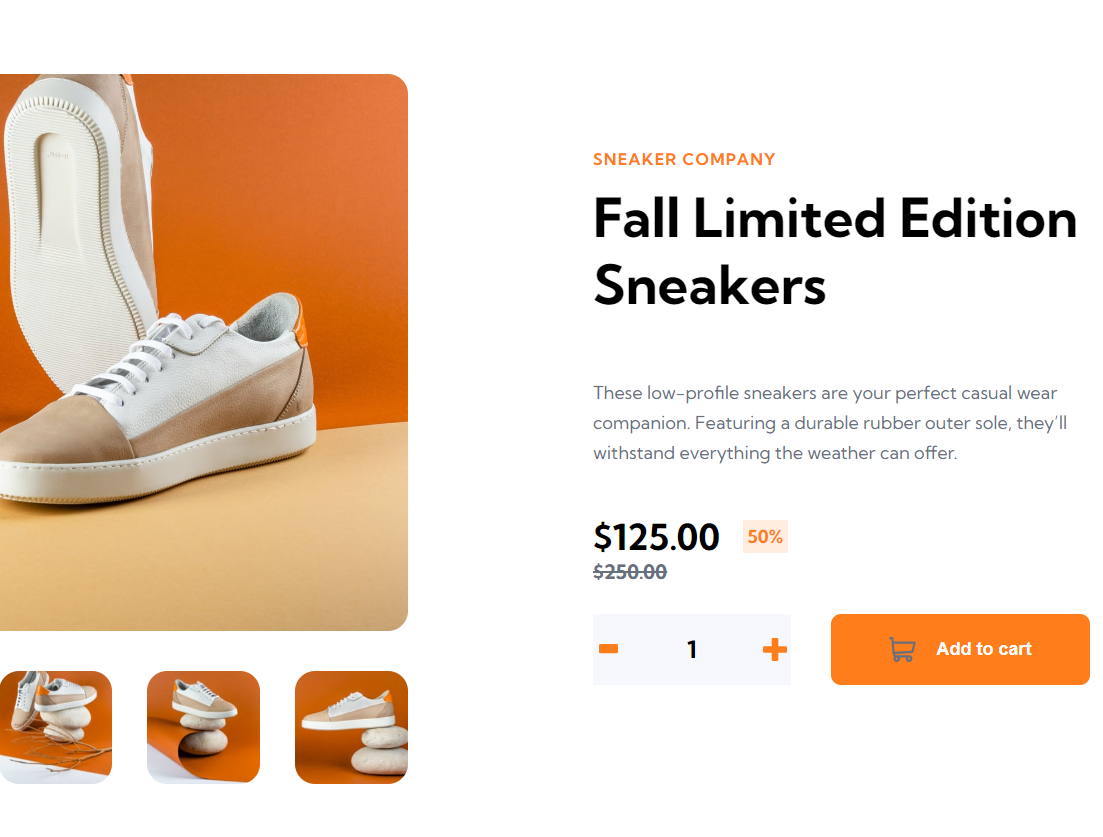 SNEAKER COMPANY
Fall Limited Edition
Sneakers
These low-profile sneakers are your perfect casual wear
companion. Featuring a durable rubber outer sole, they’ll
withstand everything the weather can offer.
$125.00 50%
$250.00
1
Add to cart